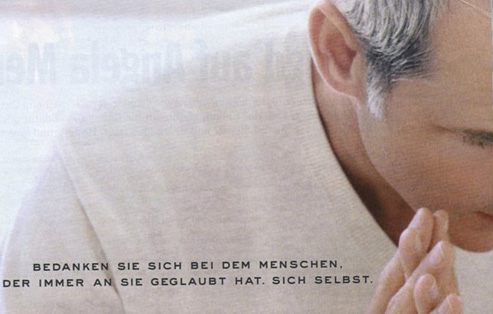 BEDANKEN SIE SICH BEI DEM MENSCHEN,
DER IMMER AN SIE GEGLAUBT HAT. SICH SELBST.